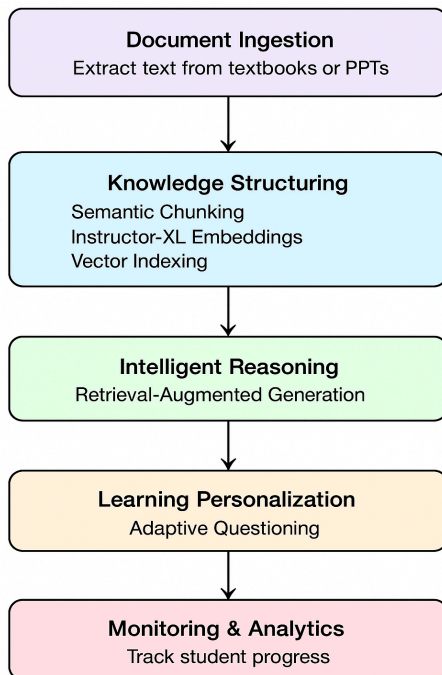 Document Ingestion
Extract text from textbooks or PPTs
Knowledge Structuring
Semantic Chunking
Instructor-XL Embeddings
Vector Indexing
Intelligent Reasoning
Retrieval-Augmented Generation
Learning Personalization
Adaptive Questioning
Monitoring & Analytics
Track student progress